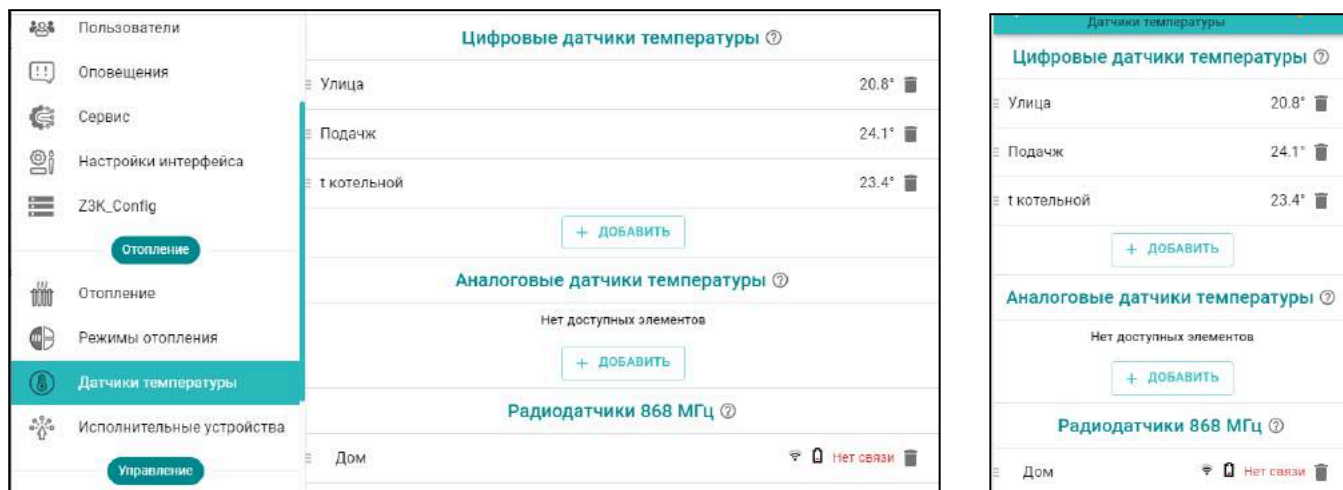 Пользователи
Оповещения
Сервис
Настройки интерфейса
Z3K_Config
Отопление
Отопление
Режимы отопления
Датчики температуры
Исполнительные устройства
Управление
Цифровые датчики температуры
Улица 20.8°
Подачж 24.1°
t котельной 23.4°
+ ДОБАВИТЬ
Аналоговые датчики температуры
Нет доступных элементов
+ ДОБАВИТЬ
Радиодатчики 868 МГц
Дом Нет связи
Датчики температуры
Цифровые датчики температуры
Улица 20.8°
Подачж 24.1°
t котельной 23.4°
+ ДОБАВИТЬ
Аналоговые датчики температуры
Нет доступных элементов
+ ДОБАВИТЬ
Радиодатчики 868 МГц
Дом Нет связи